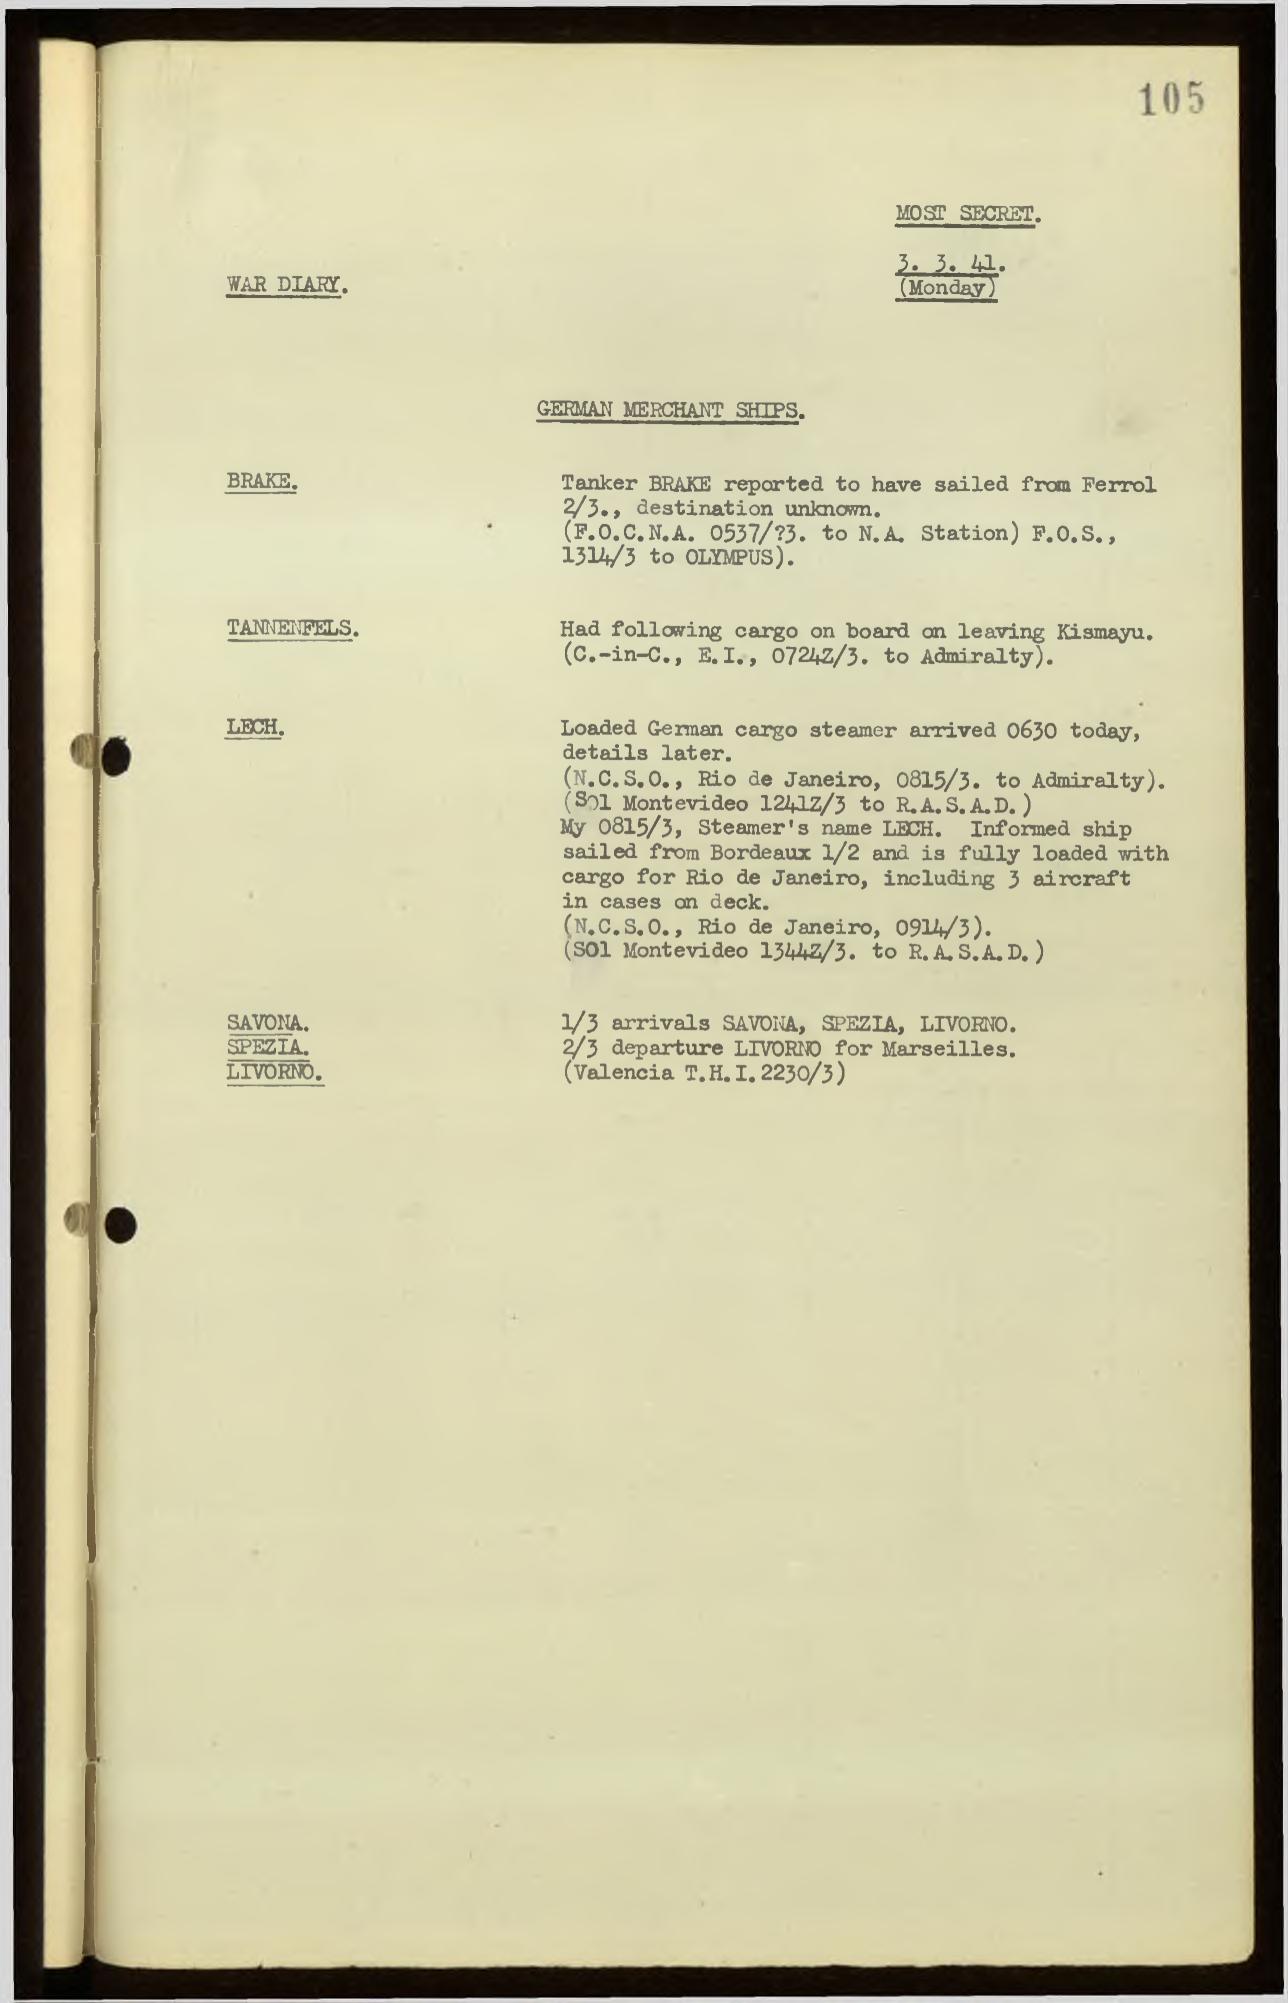 105
MOST SECRET.
3. 3. 41.
(Monday)
WAR DIARY.
GERMAN MERCHANT SHIPS.
BRAKE.
Tanker BRAKE reported to have sailed from Ferrol
2/3., destination unknown.
(F.O.C.N.A. 0537/?3. to N.A. Station) F.O.S.,
1314/3 to OLYMPUS).
TANNENFELS.
Had following cargo on board on leaving Kismayu.
(C.-in-C., E.I., 0724Z/3. to Admiralty).
LECH.
Loaded German cargo steamer arrived 0630 today,
details later.
(N.C.S.O., Rio de Janeiro, 0815/3. to Admiralty).
(SOl Montevideo 1241Z/3 to R.A.S.A.D.)
My 0815/3, Steamer's name LECH. Informed ship
sailed from Bordeaux 1/2 and is fully loaded with
cargo for Rio de Janeiro, including 3 aircraft
in cases on deck.
(N.C.S.O., Rio de Janeiro, 0914/3).
(SOl Montevideo 1344Z/3. to R.A.S.A.D.)
SAVONA.
SPEZIA.
LIVORNO.
1/3 arrivals SAVONA, SPEZIA, LIVORNO.
2/3 departure LIVORNO for Marseilles.
(Valencia T.H.I.2230/3)